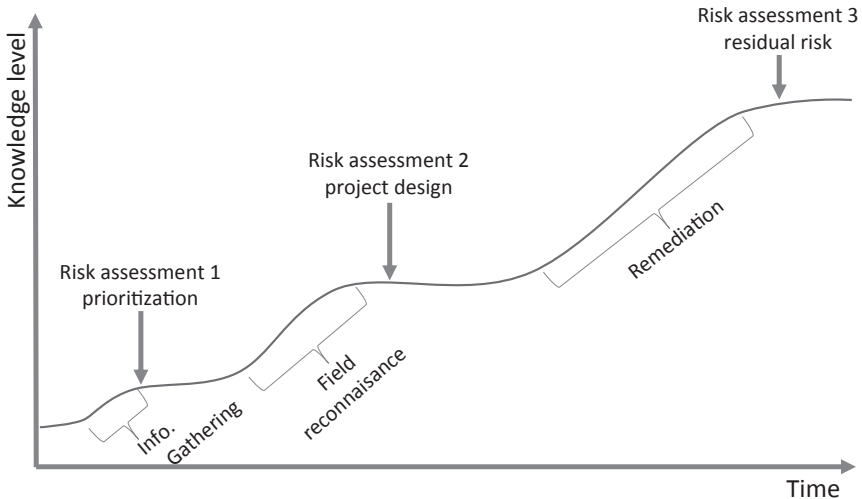 Risk assessment 3
residual risk
Knowledge level
Risk assessment 2
project design
Risk assessment 1
prioritization
Remediation
Field
reconnaisance
Info.
Gathering
Time